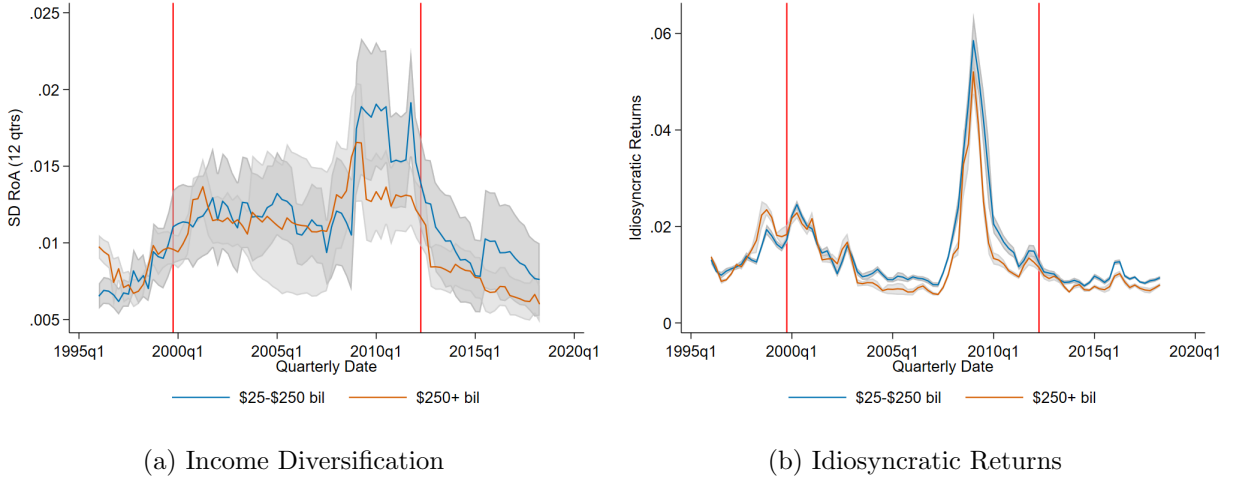 SD RoA (12 qtrs)
.025
.02
.015
.01
.005
1995q1 2000q1 2005q1 2010q1 2015q1 2020q1
Quarterly Date
$25-$250 bil $250+ bil
(a) Income Diversification
Idiosyncratic Returns
.06
.04
.02
0
1995q1 2000q1 2005q1 2010q1 2015q1 2020q1
Quarterly Date
$25-$250 bil $250+ bil
(b) Idiosyncratic Returns